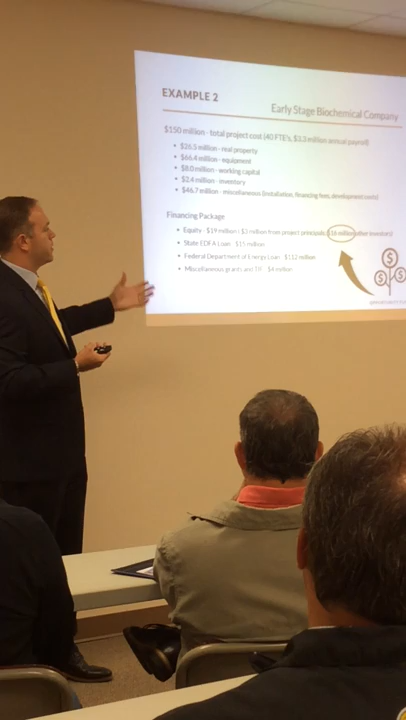 EXAMPLE 2
Early Stage Biochemical Company
$150 million - total project cost (40 FTE's, $3.3 million annual payroll)
• $26.5 million - real property
• $66.4 million - equipment
• $8.0 million - working capital
• $2.4 million - inventory
• $46.7 million - miscellaneous (installation, financing fees, development costs)
Financing Package
• Equity - $19 million ($3 million from project principals; $16 million other investors)
• State EDFA Loan - $15 million
• Federal Department of Energy Loan - $112 million
• Miscellaneous grants and TIF - $4 million
$
$ $